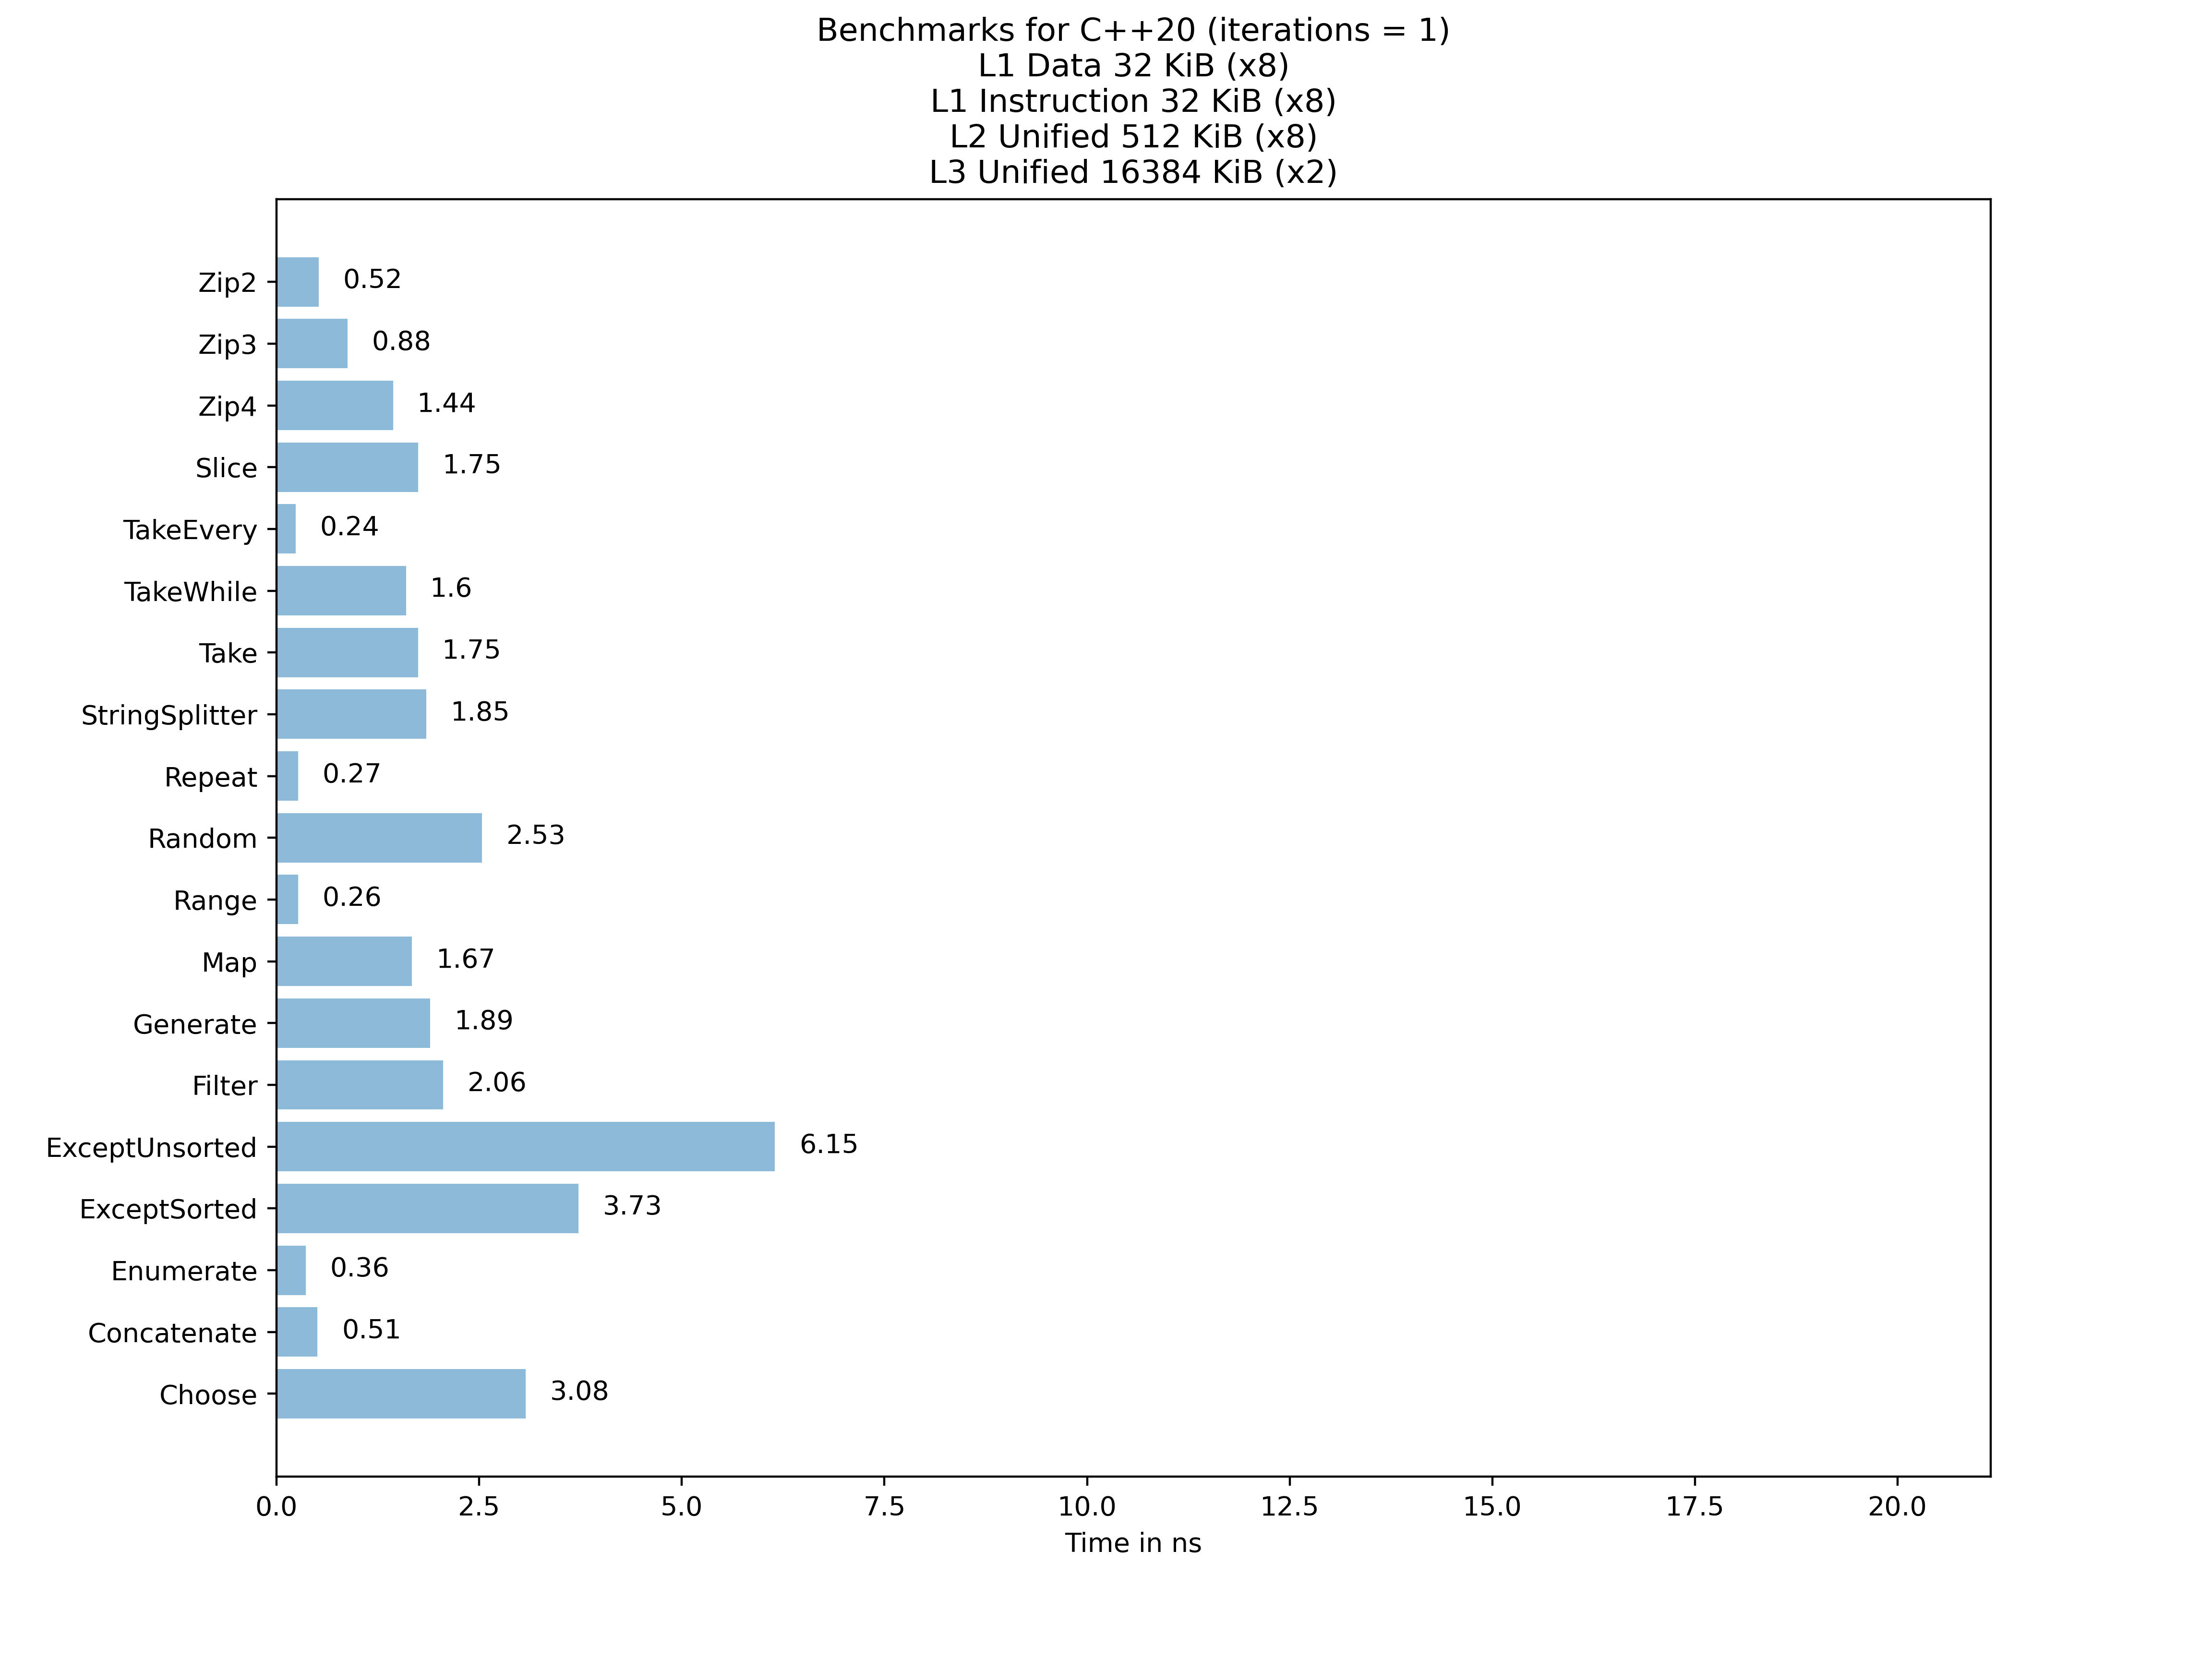 Benchmarks for C++20 (iterations = 1)
L1 Data 32 KiB (x8)
L1 Instruction 32 KiB (x8)
L2 Unified 512 KiB (x8)
L3 Unified 16384 KiB (x2)
Zip2 0.52
Zip3 0.88
Zip4 1.44
Slice 1.75
TakeEvery 0.24
TakeWhile 1.6
Take 1.75
StringSplitter 1.85
Repeat 0.27
Random 2.53
Range 0.26
Map 1.67
Generate 1.89
Filter 2.06
ExceptUnsorted 6.15
ExceptSorted 3.73
Enumerate 0.36
Concatenate 0.51
Choose 3.08
0.0 2.5 5.0 7.5 10.0 12.5 15.0 17.5 20.0
Time in ns